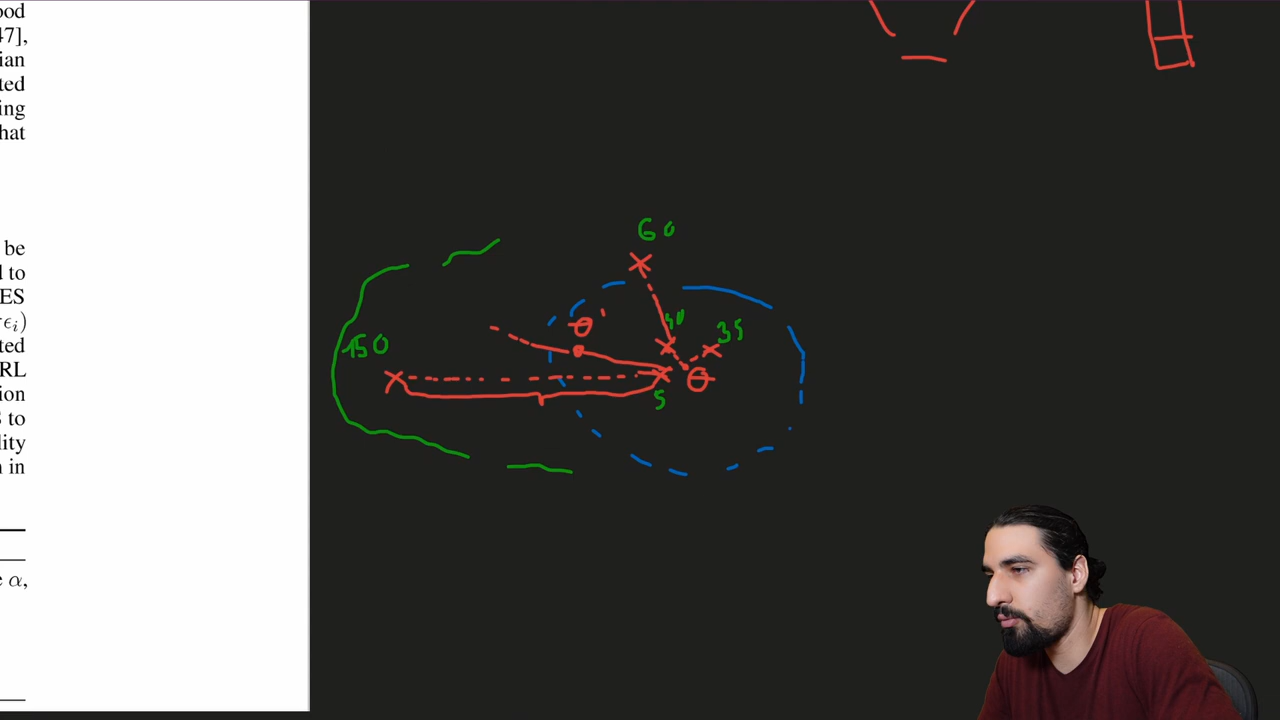 ood
47],
ian
ted
ing
hat
be
d to
ES
ϵᵢ)
ted
RL
ion
S to
lity
n in
e α,
60
θ'
40
35
150
θ
5